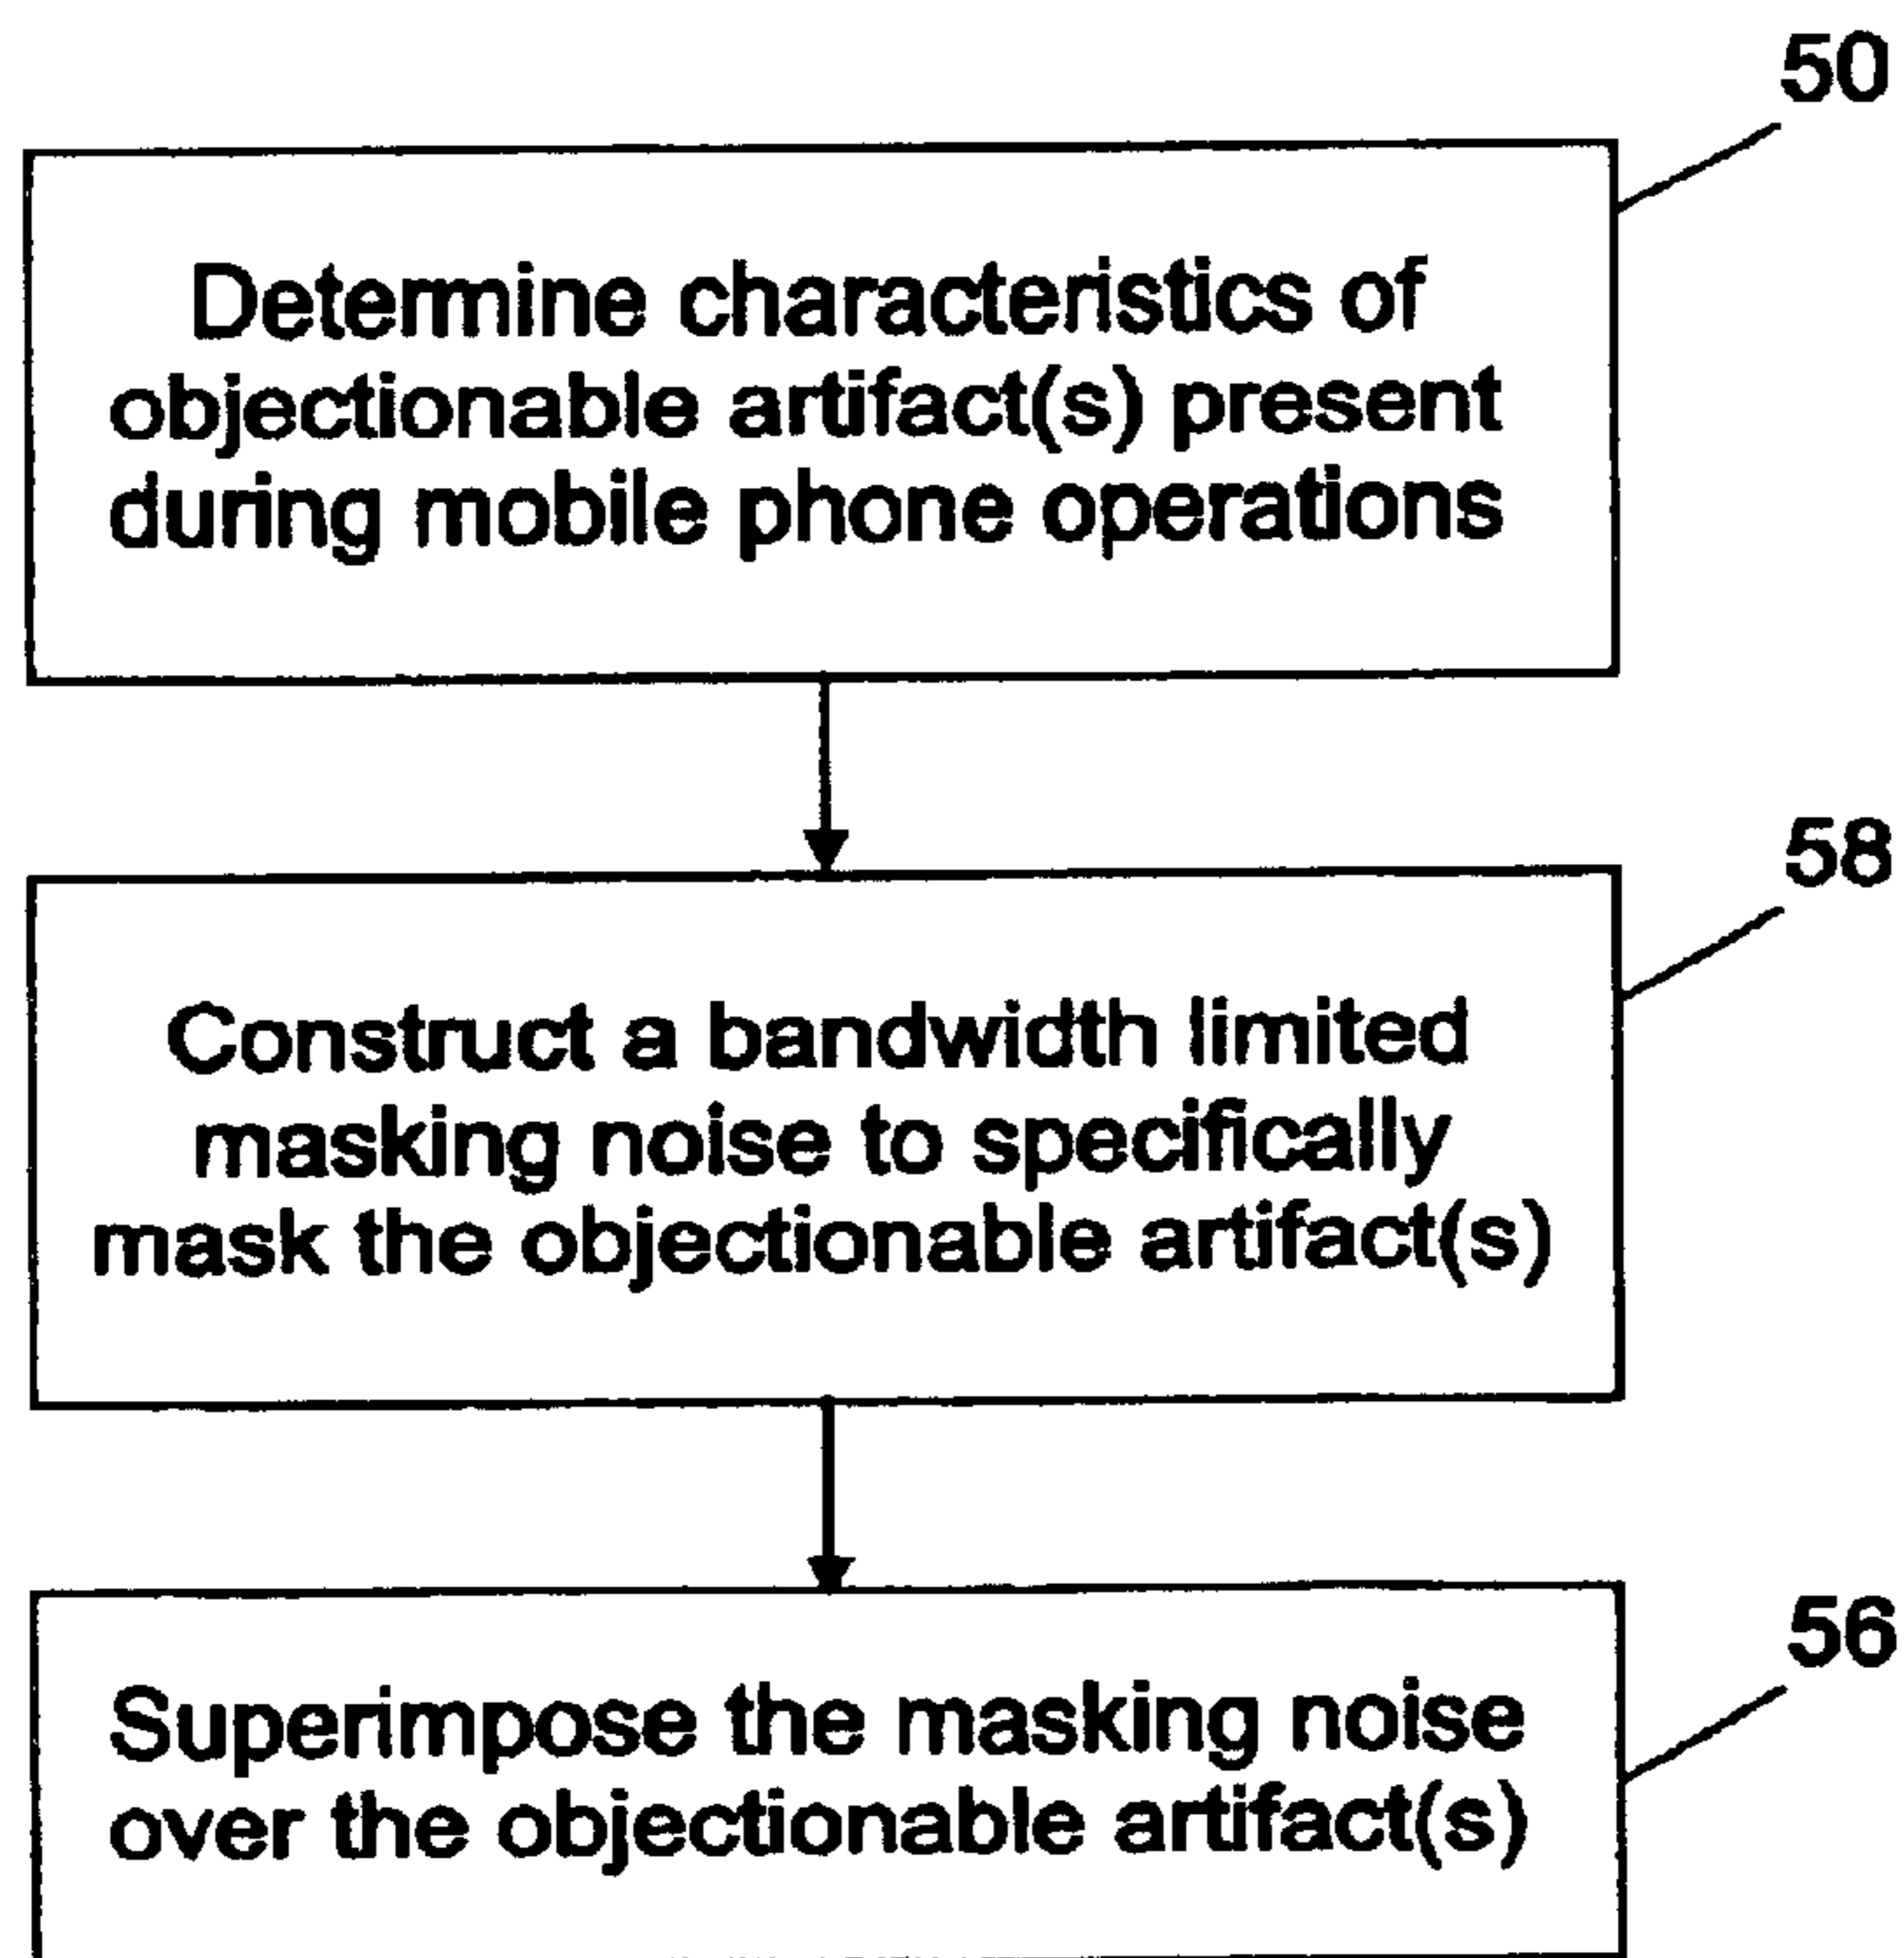 50
Determine characteristics of
objectionable artifact(s) present
during mobile phone operations
58
Construct a bandwidth limited
masking noise to specifically
mask the objectionable artifact(s)
56
Superimpose the masking noise
over the objectionable artifact(s)